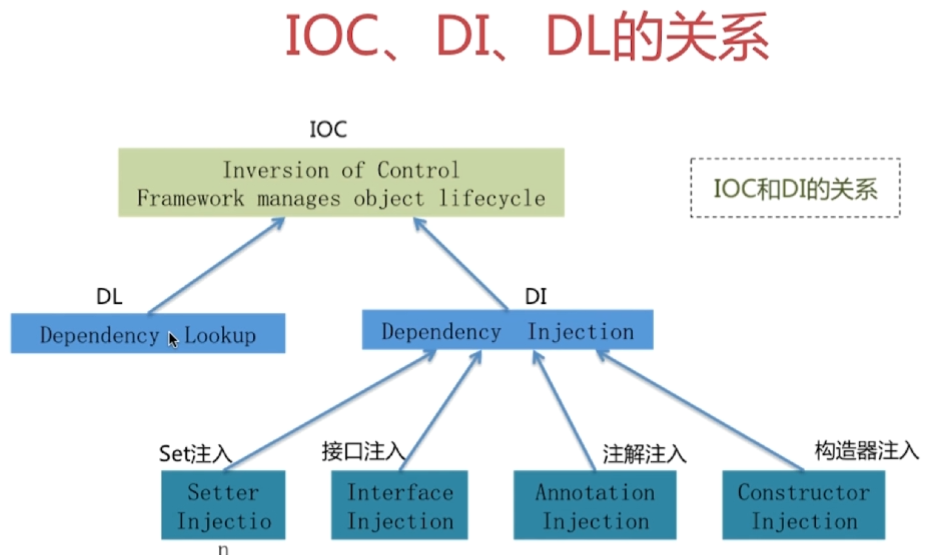 IOC、DI、DL的关系
IOC
Inversion of Control
Framework manages object lifecycle
IOC和DI的关系
DL
Dependency Lookup
DI
Dependency Injection
Set注入
Setter
Injectio
n
接口注入
Interface
Injection
注解注入
Annotation
Injection
构造器注入
Constructor
Injection